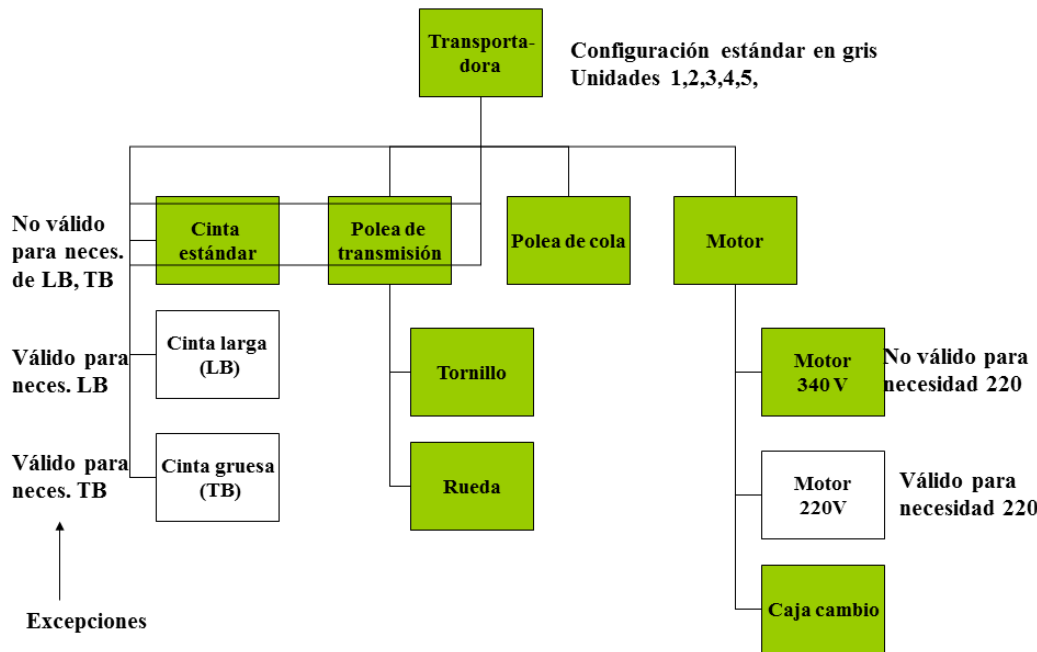 Transporta-
dora
Configuración estándar en gris
Unidades 1,2,3,4,5,
No válido
para neces.
de LB, TB
Cinta
estándar
Polea de
transmisión
Polea de cola
Motor
Válido para
neces. LB
Cinta larga
(LB)
Tornillo
Motor
340 V
No válido para
necesidad 220
Válido para
neces. TB
Cinta gruesa
(TB)
Rueda
Motor
220V
Válido para
necesidad 220
Excepciones
Caja cambio